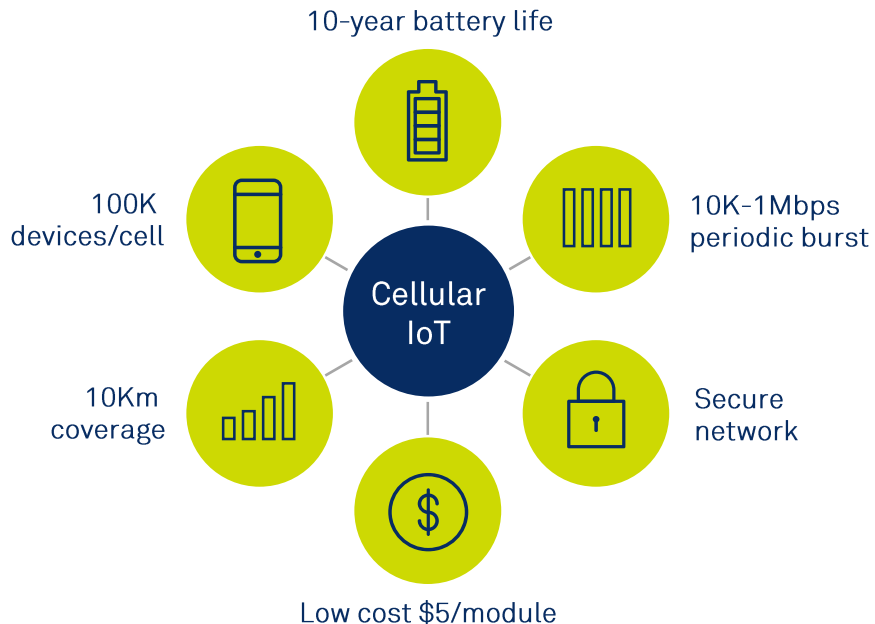 10-year battery life
100K
devices/cell
10K-1Mbps
periodic burst
Cellular
IoT
10Km
coverage
Secure
network
$
Low cost $5/module